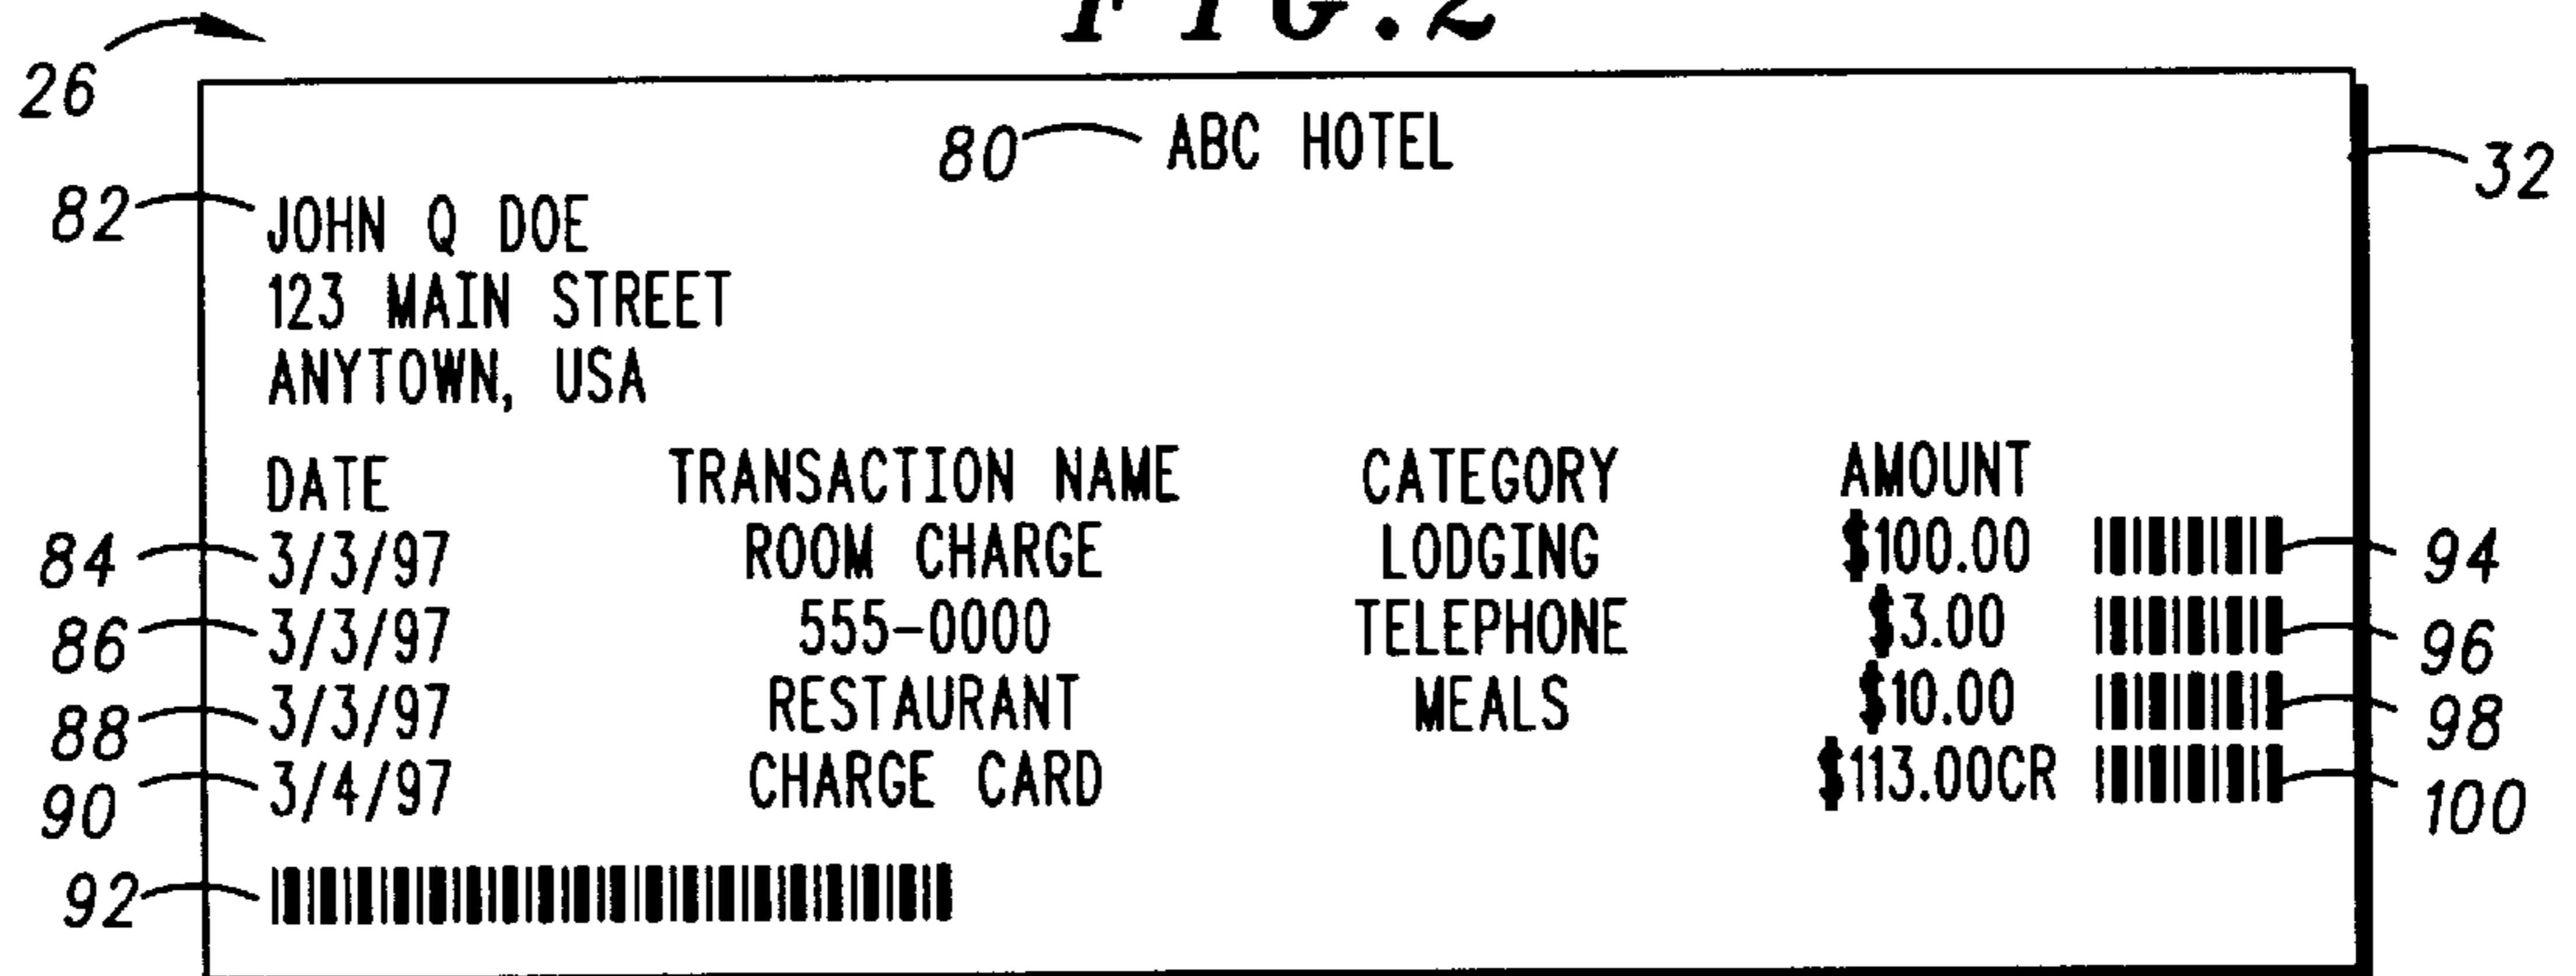 FIG.2
26
80 ABC HOTEL 32
82 JOHN Q DOE
123 MAIN STREET
ANYTOWN, USA
DATE TRANSACTION NAME CATEGORY AMOUNT
84 3/3/97 ROOM CHARGE LODGING $100.00 94
86 3/3/97 555-0000 TELEPHONE $3.00 96
88 3/3/97 RESTAURANT MEALS $10.00 98
90 3/4/97 CHARGE CARD $113.00CR 100
92